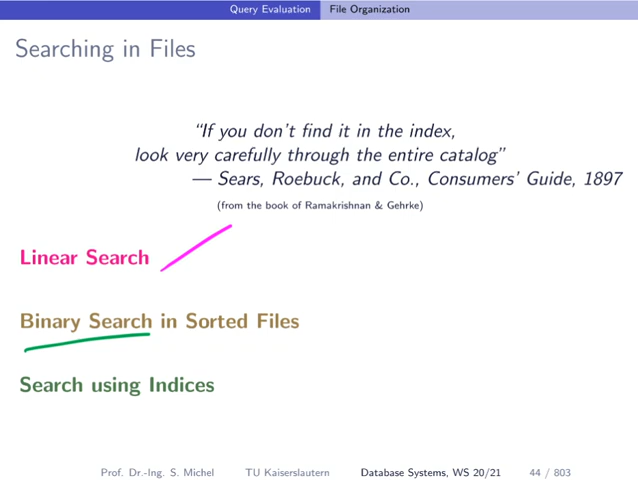 Query Evaluation File Organization
Searching in Files
“If you don’t find it in the index,
look very carefully through the entire catalog”
— Sears, Roebuck, and Co., Consumers’ Guide, 1897
(from the book of Ramakrishnan & Gehrke)
Linear Search
Binary Search in Sorted Files
Search using Indices
Prof. Dr.-Ing. S. Michel TU Kaiserslautern Database Systems, WS 20/21 44 / 803